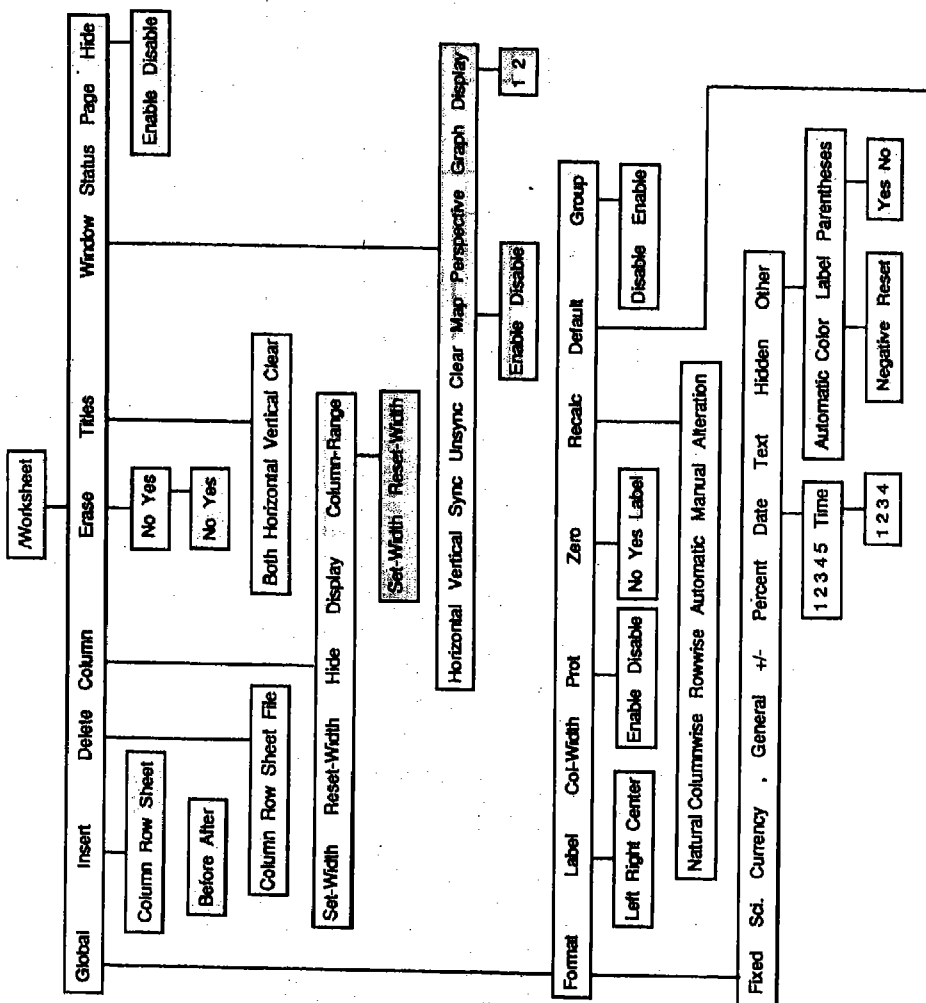 /Worksheet
Global Insert Delete Column Erase Titles Window Status Page Hide
Column Row Sheet
Before After
Column Row Sheet File
No Yes
No Yes
Both Horizontal Vertical Clear
Enable Disable
Set-Width Reset-Width Hide Display Column-Range
Set-Width Reset-Width
Horizontal Vertical Sync Unsync Clear Map Perspective Graph Display
Enable Disable
1 2
Format Label Col-Width Prot Zero Recalc Default Group
Left Right Center
Enable Disable
No Yes Label
Disable Enable
Natural Columnwise Rowwise Automatic Manual Alteration
Fixed Sci. Currency , General +/- Percent Date Text Hidden Other
1 2 3 4 5 Time
1 2 3 4
Automatic Color Label Parentheses
Negative Reset
Yes No